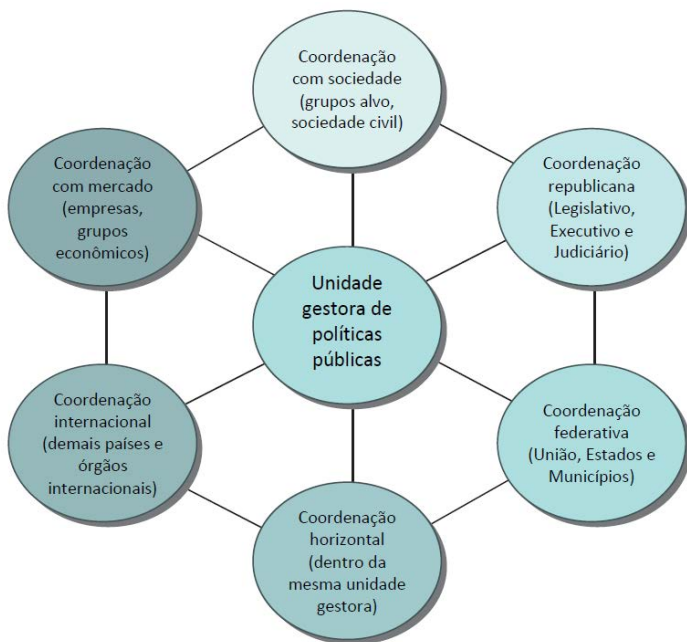 Coordenação
com sociedade
(grupos alvo,
sociedade civil)
Coordenação
com mercado
(empresas,
grupos
econômicos)
Coordenação
republicana
(Legislativo,
Executivo e
Judiciário)
Unidade
gestora de
políticas
públicas
Coordenação
internacional
(demais países e
órgãos
internacionais)
Coordenação
federativa
(União, Estados e
Municípios)
Coordenação
horizontal
(dentro da
mesma unidade
gestora)